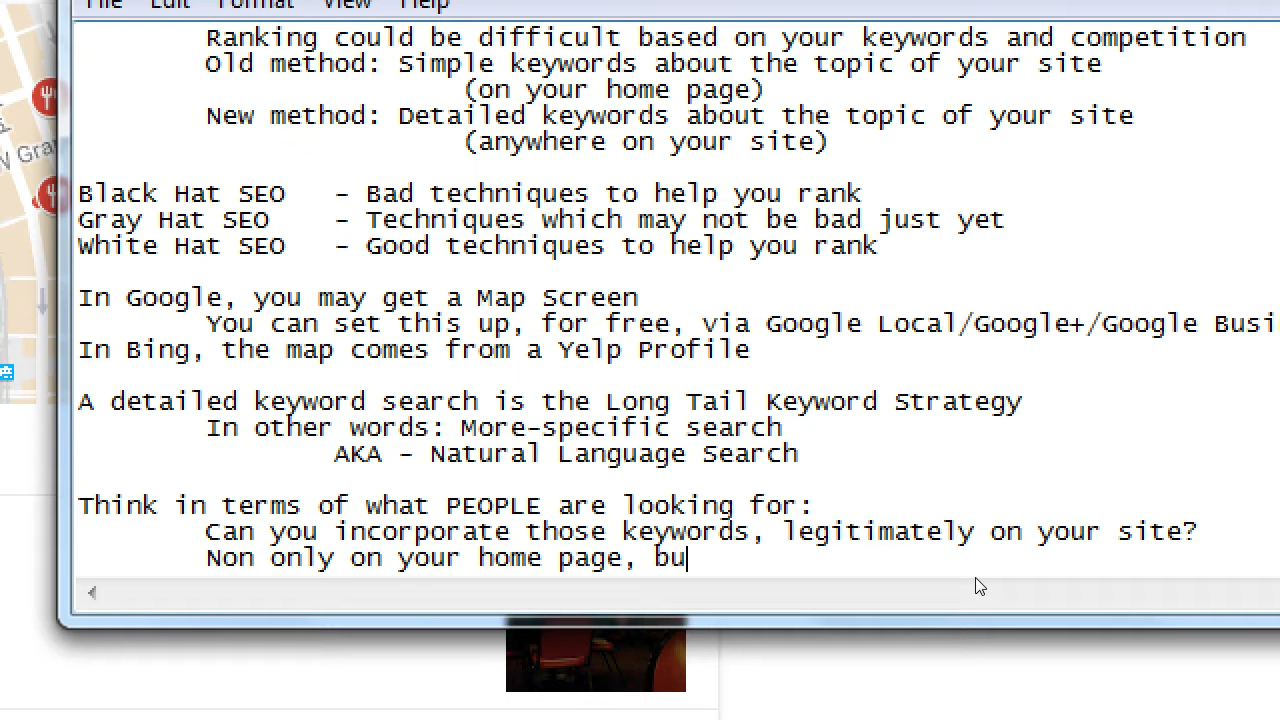 File Edit Format View Help
Ranking could be difficult based on your keywords and competition
Old method: Simple keywords about the topic of your site
(on your home page)
New method: Detailed keywords about the topic of your site
(anywhere on your site)
Black Hat SEO - Bad techniques to help you rank
Gray Hat SEO - Techniques which may not be bad just yet
White Hat SEO - Good techniques to help you rank
In Google, you may get a Map Screen
You can set this up, for free, via Google Local/Google+/Google Busi
In Bing, the map comes from a Yelp Profile
A detailed keyword search is the Long Tail Keyword Strategy
In other words: More-specific search
AKA - Natural Language Search
Think in terms of what PEOPLE are looking for:
Can you incorporate those keywords, legitimately on your site?
Non only on your home page, bu